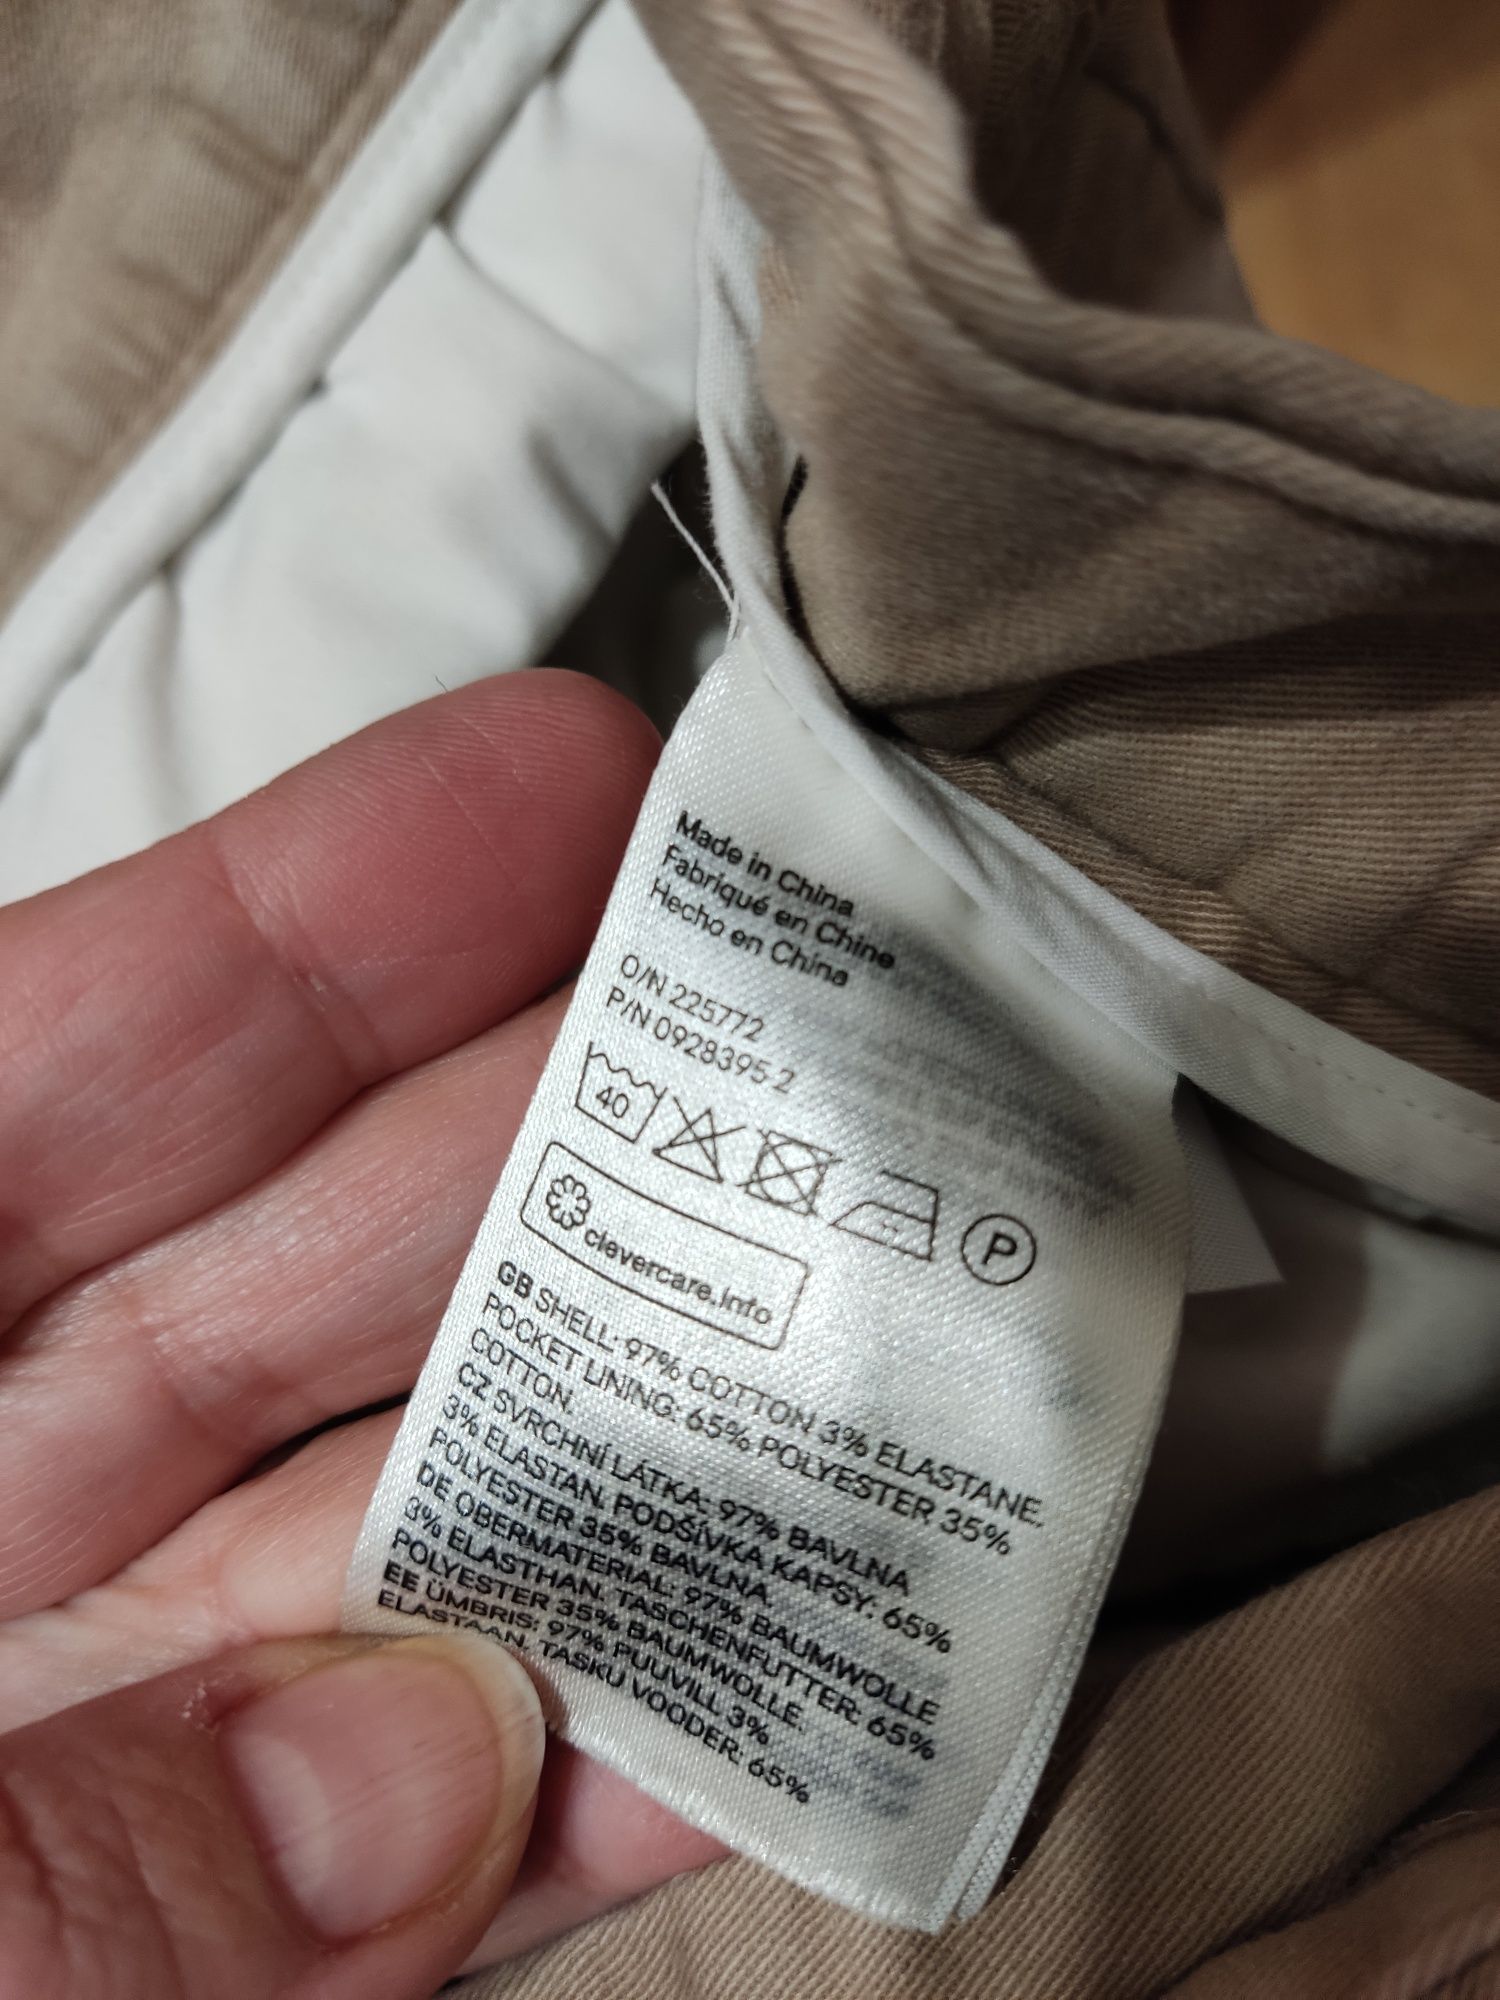 Made in China
Fabriqué en Chine
Hecho en China
O/N 225772
P/N 0928395 2
40
P
clevercare.info
GB SHELL: 97% COTTON 3% ELASTANE.
POCKET LINING: 65% POLYESTER 35%
COTTON.
CZ SVRCHNÍ LÁTKA: 97% BAVLNA
3% ELASTAN. PODŠÍVKA KAPSY: 65%
POLYESTER 35% BAVLNA.
DE OBERMATERIAL: 97% BAUMWOLLE
3% ELASTHAN. TASCHENFUTTER: 65%
POLYESTER 35% BAUMWOLLE.
EE ÜMBRIS: 97% PUUVILL 3%
ELASTAAN. TASKU VOODER: 65%